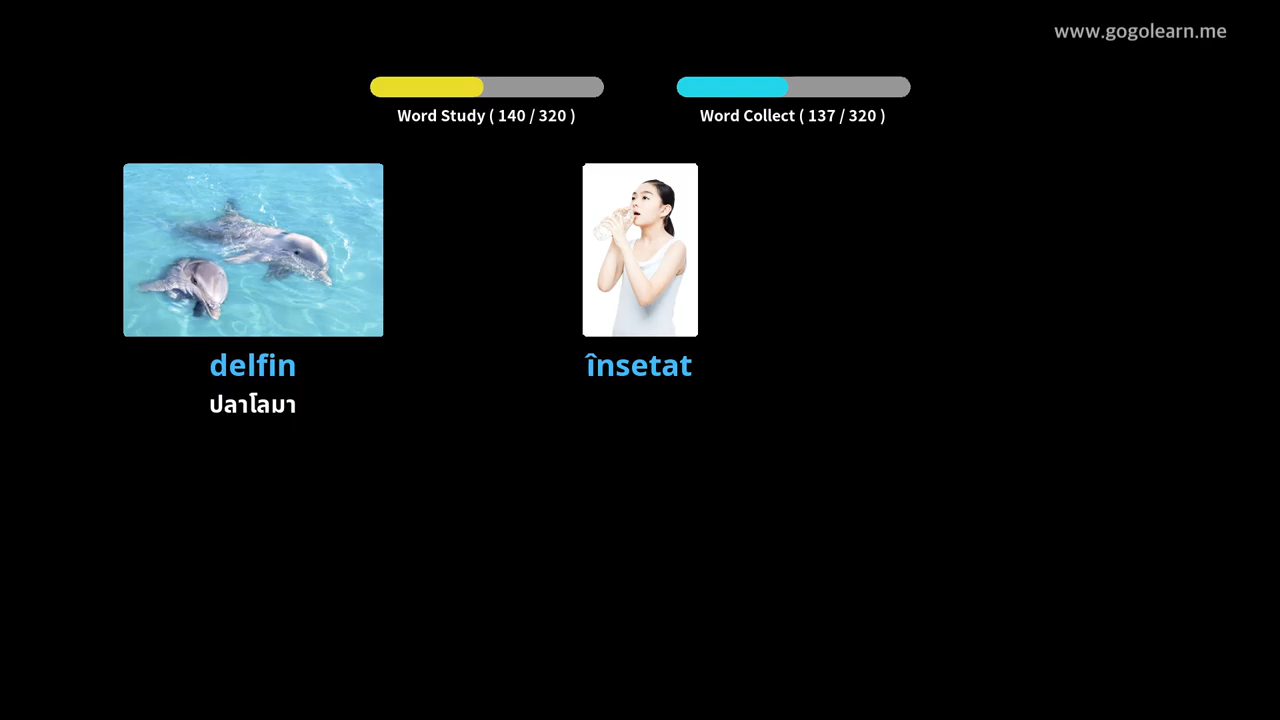 www.gogolearn.me
Word Study ( 140 / 320 )
Word Collect ( 137 / 320 )
delfin
ปลาโลมา
însetat